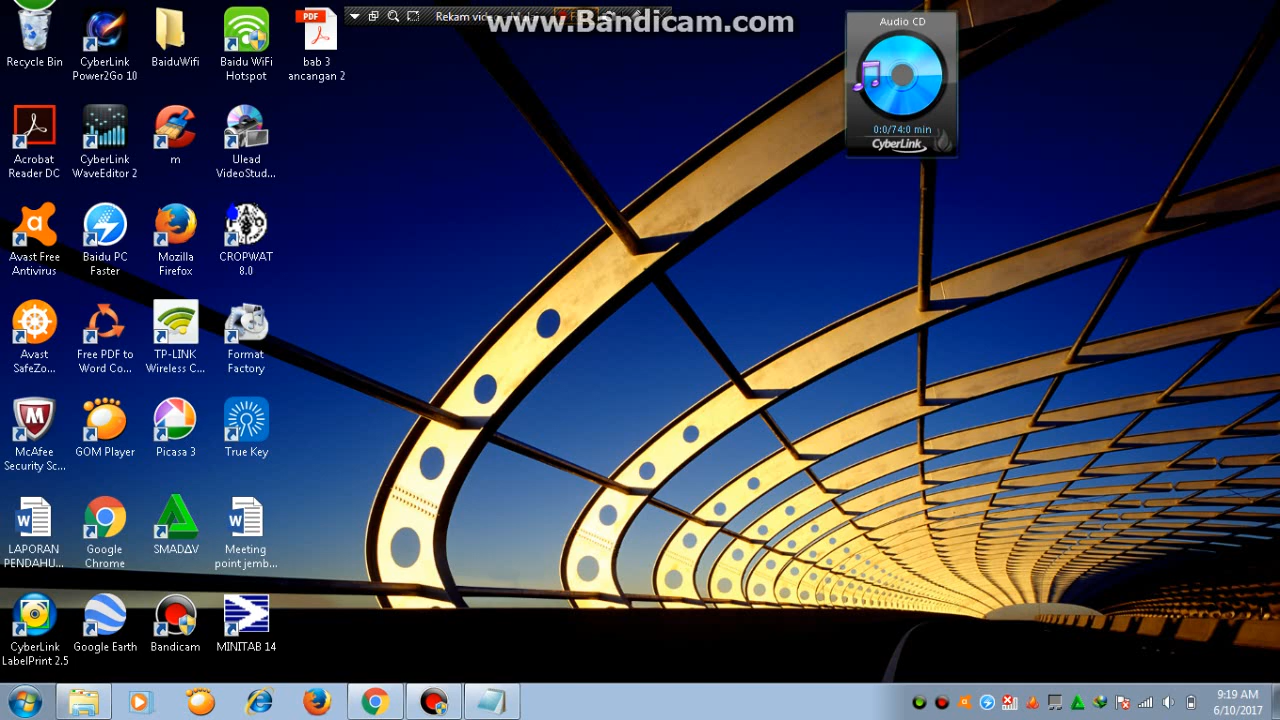 Rekam
www.Bandicam.com
Audio CD
0:0/74:0 min
CyberLink
Recycle Bin
CyberLink
Power2Go 10
BaiduWifi
Baidu WiFi
Hotspot
PDF
bab 3
ancangan 2
Acrobat
Reader DC
CyberLink
WaveEditor 2
m
Ulead
VideoStud...
Avast Free
Antivirus
Baidu PC
Faster
Mozilla
Firefox
CROPWAT
8.0
Avast
SafeZo...
Free PDF to
Word Co...
TP-LINK
Wireless C...
Format
Factory
McAfee
Security Sc...
GOM Player
Picasa 3
True Key
LAPORAN
PENDAHU...
Google
Chrome
SMADΔV
Meeting
point jemb...
CyberLink
LabelPrint 2.5
Google Earth
Bandicam
MINITAB 14
9:19 AM
6/10/2017